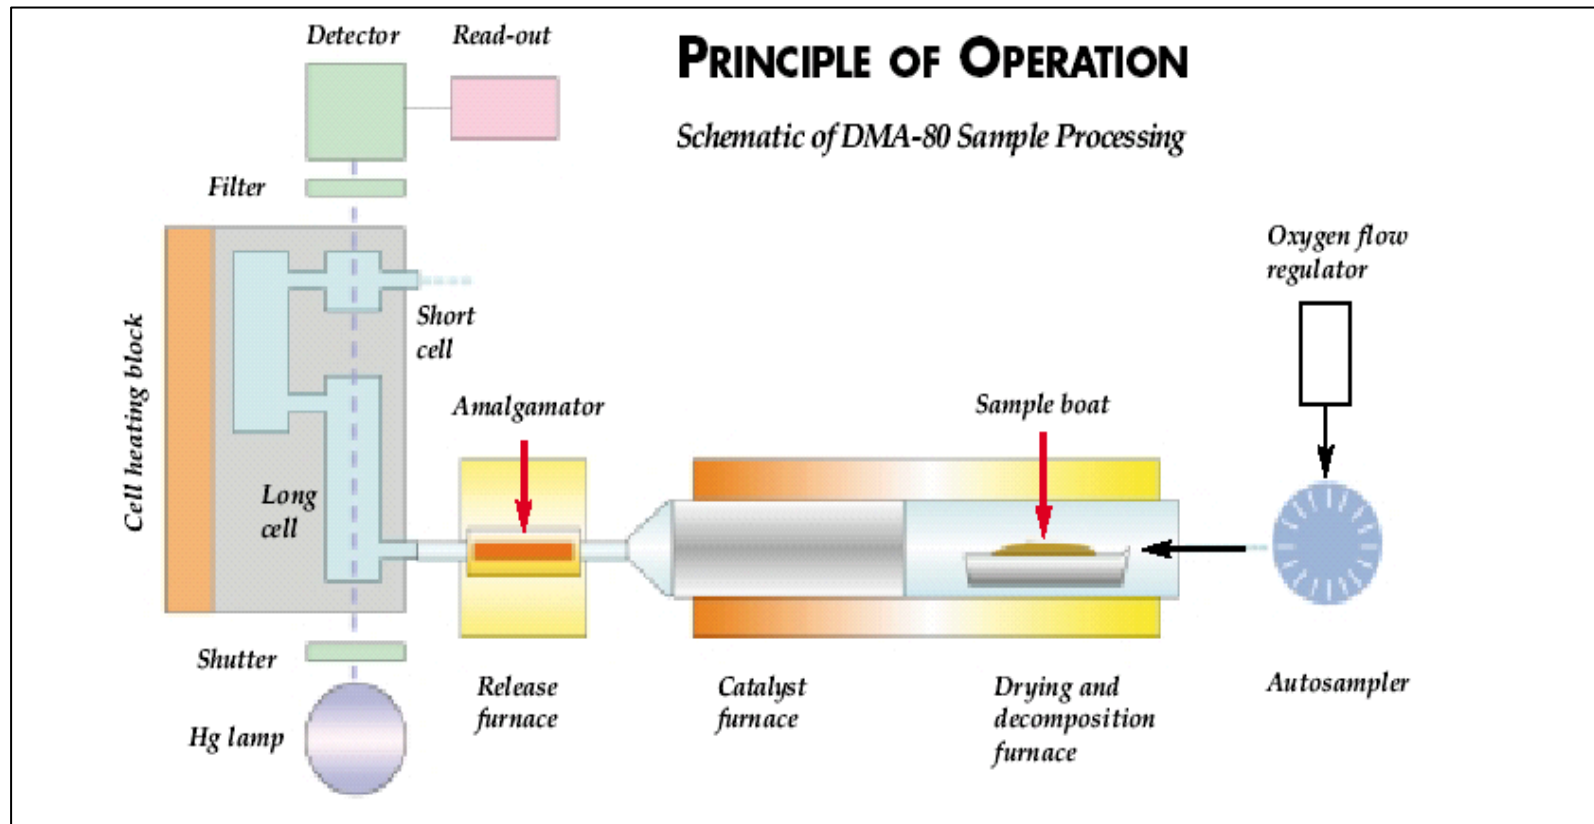 Detector
Read-out
PRINCIPLE OF OPERATION
Schematic of DMA-80 Sample Processing
Filter
Oxygen flow
regulator
Short
cell
Cell heating block
Amalgamator
Sample boat
Long
cell
Shutter
Hg lamp
Release
furnace
Catalyst
furnace
Drying and
decomposition
furnace
Autosampler